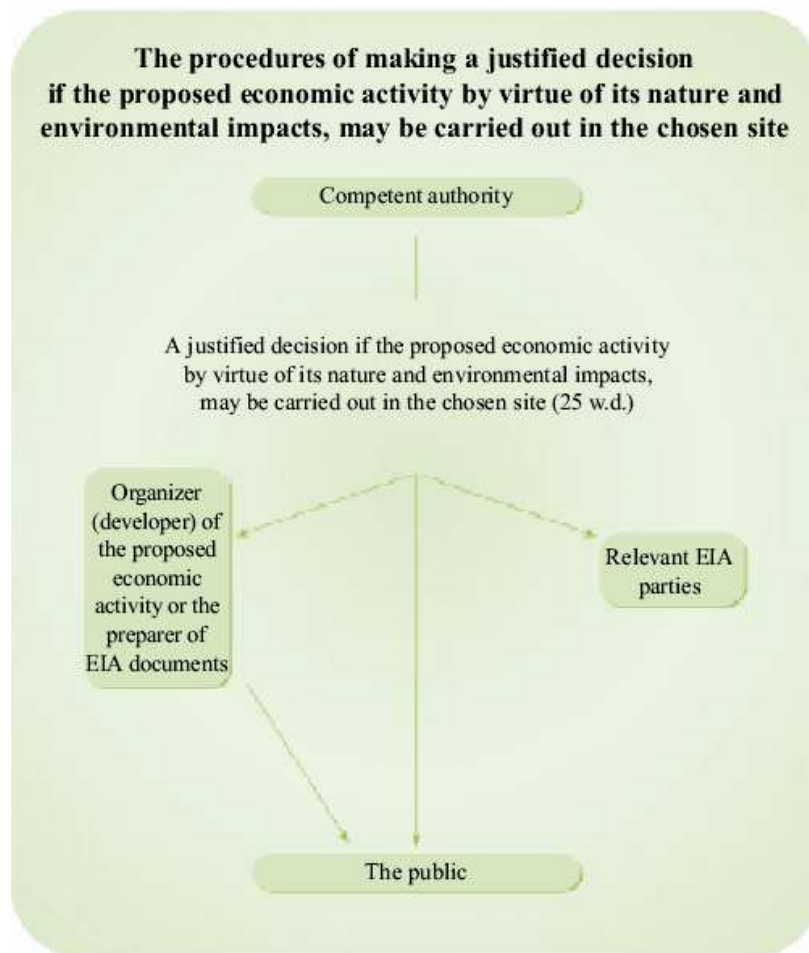 The procedures of making a justified decision
if the proposed economic activity by virtue of its nature and
environmental impacts, may be carried out in the chosen site
Competent authority
A justified decision if the proposed economic activity
by virtue of its nature and environmental impacts,
may be carried out in the chosen site (25 w.d.)
Organizer
(developer) of
the proposed
economic
activity or the
preparer of
EIA documents
Relevant EIA
parties
The public